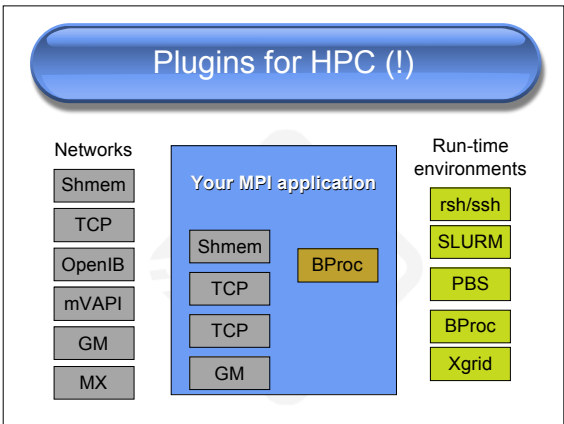 Plugins for HPC (!)
Networks
Shmem
TCP
OpenIB
mVAPI
GM
MX
Your MPI application
Shmem
TCP
TCP
GM
BProc
Run-time
environments
rsh/ssh
SLURM
PBS
BProc
Xgrid